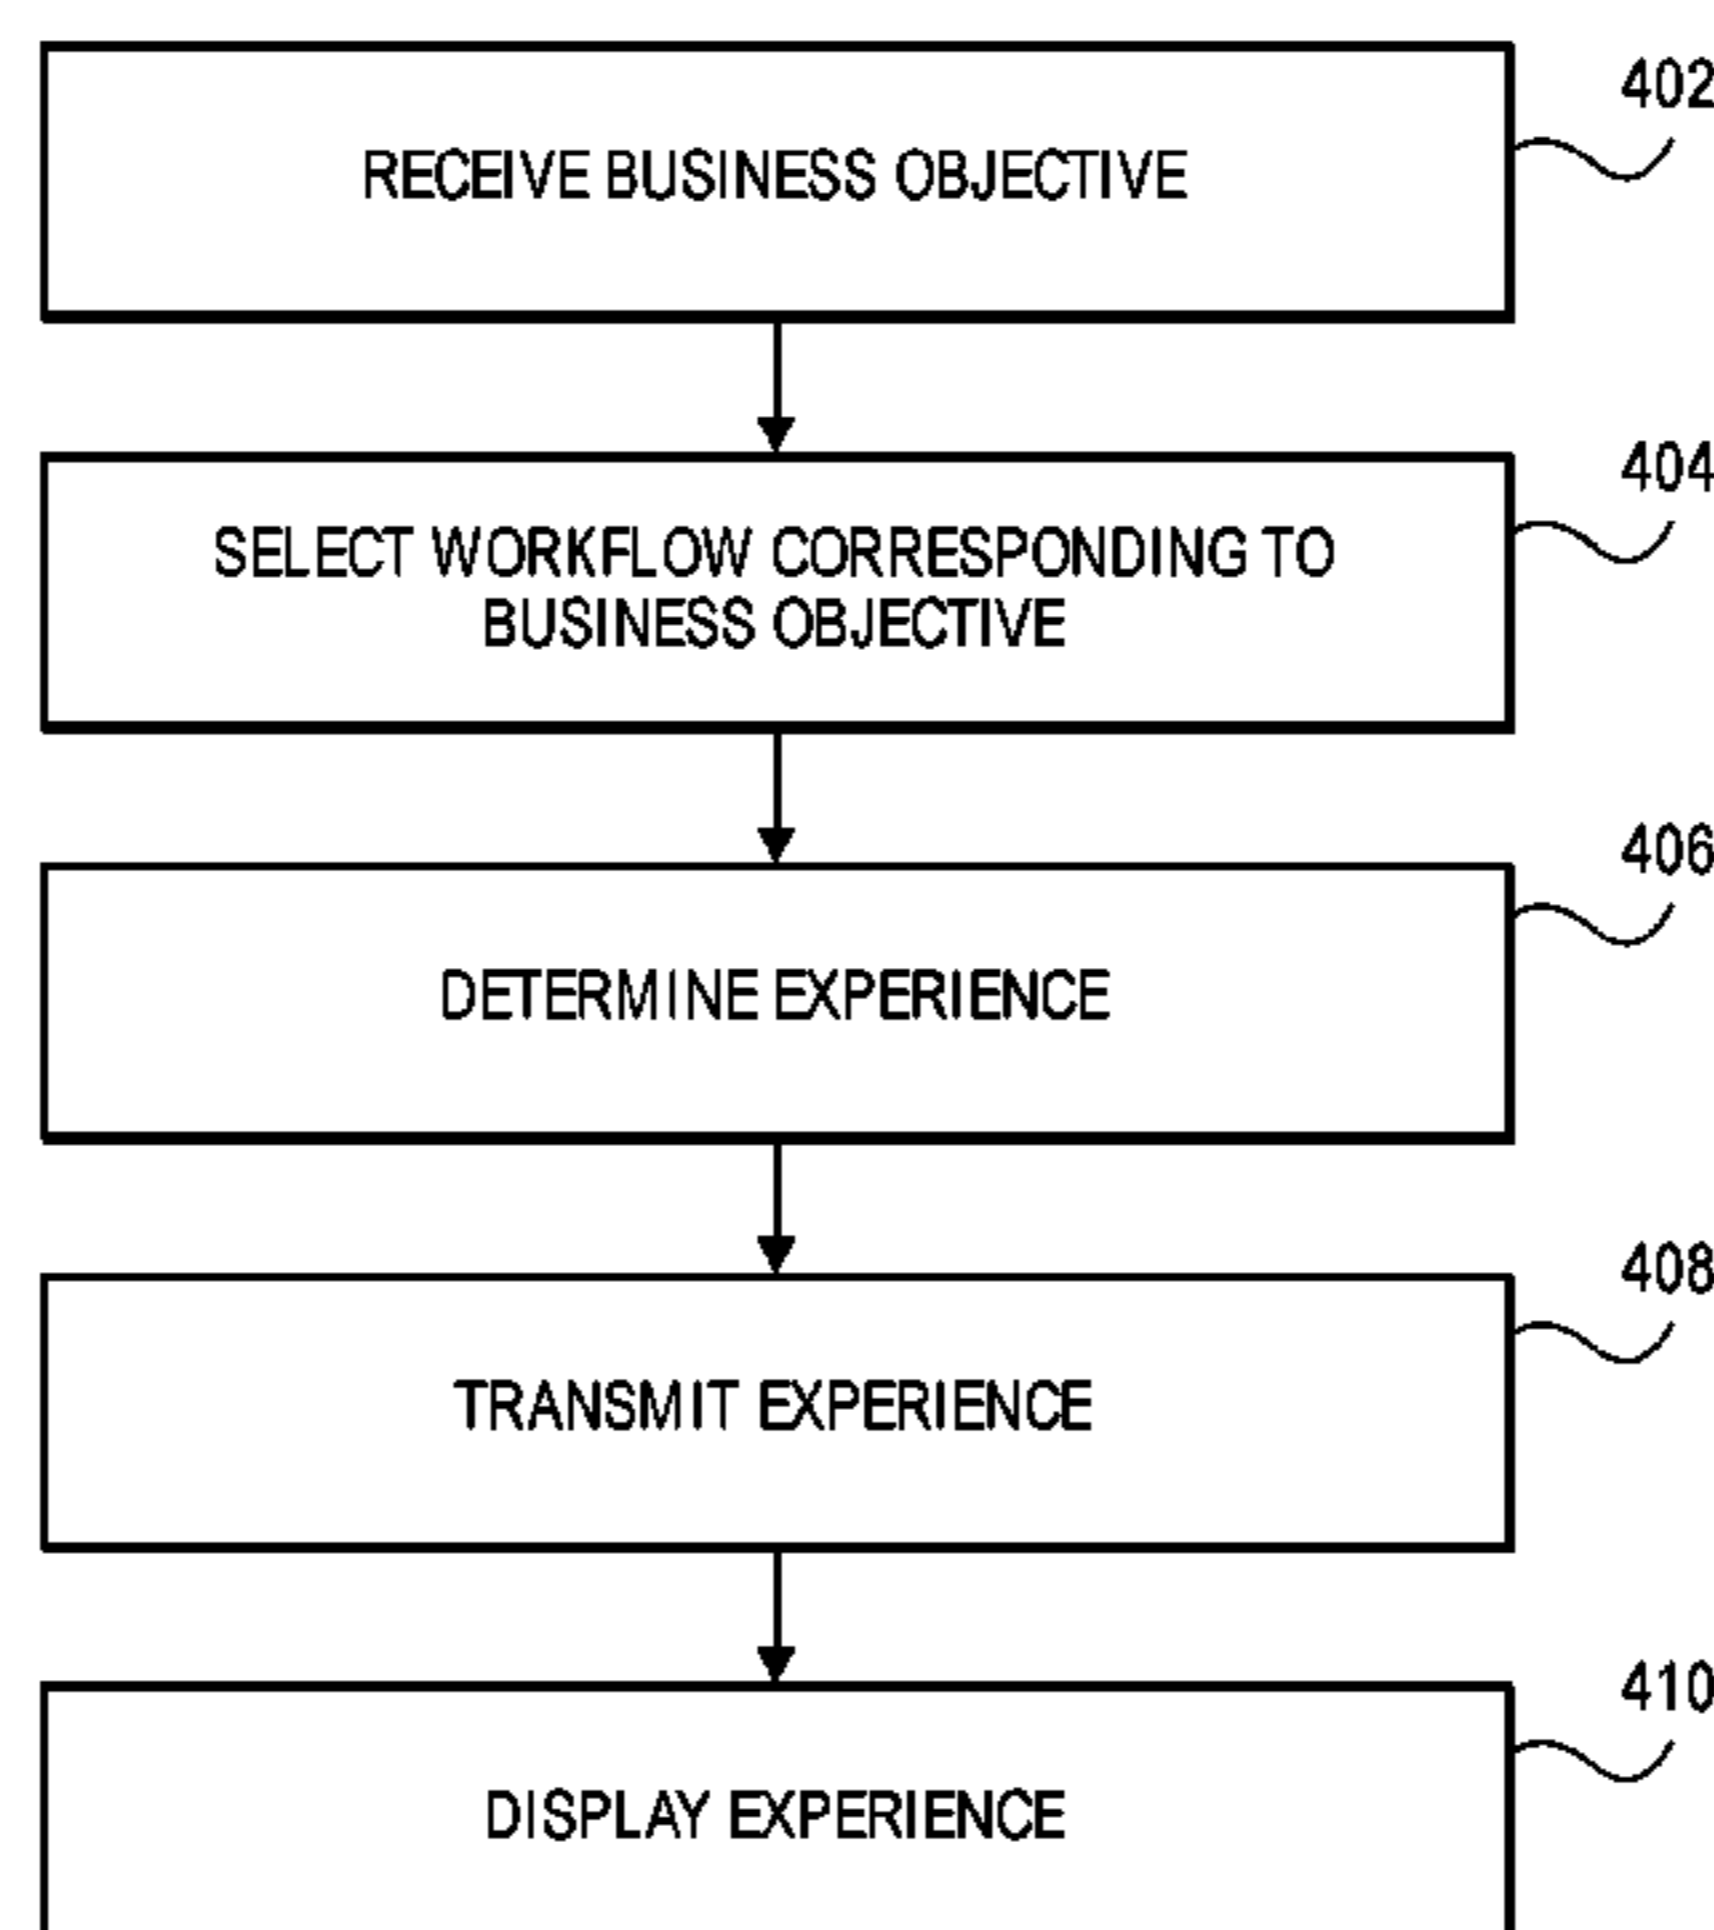 402
RECEIVE BUSINESS OBJECTIVE
404
SELECT WORKFLOW CORRESPONDING TO
BUSINESS OBJECTIVE
406
DETERMINE EXPERIENCE
408
TRANSMIT EXPERIENCE
410
DISPLAY EXPERIENCE